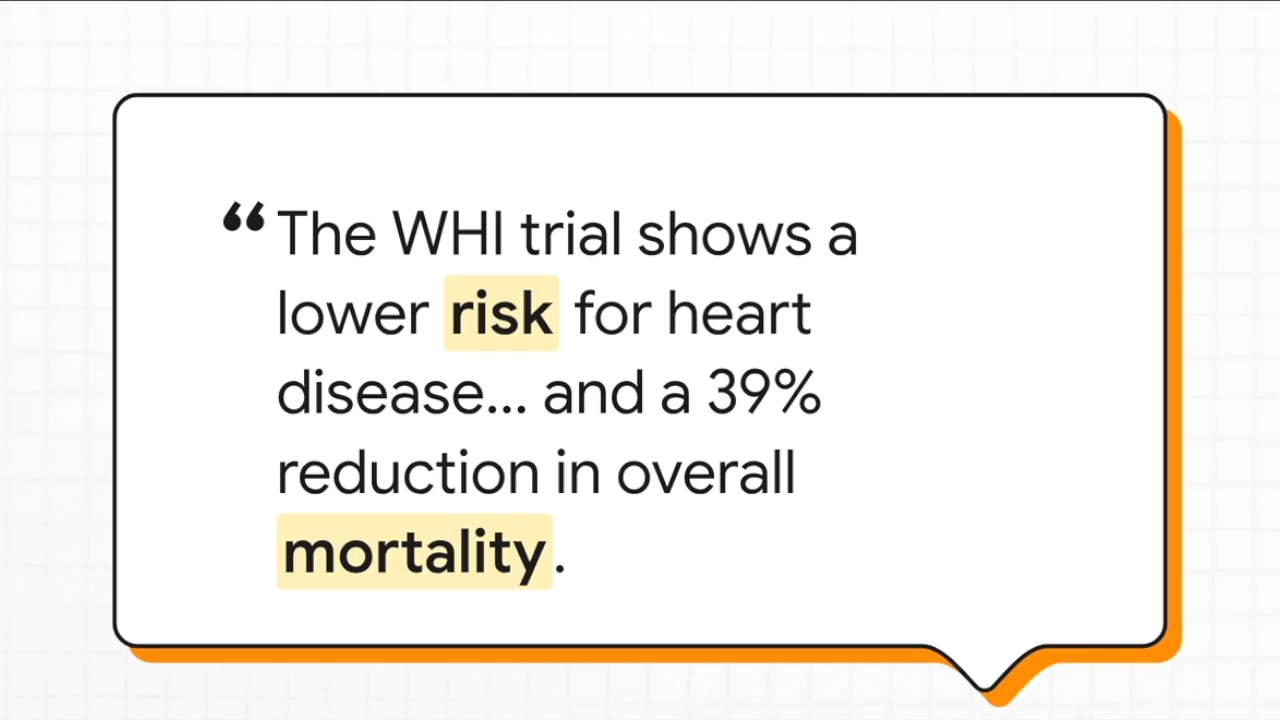 “The WHI trial shows a
lower risk for heart
disease... and a 39%
reduction in overall
mortality.